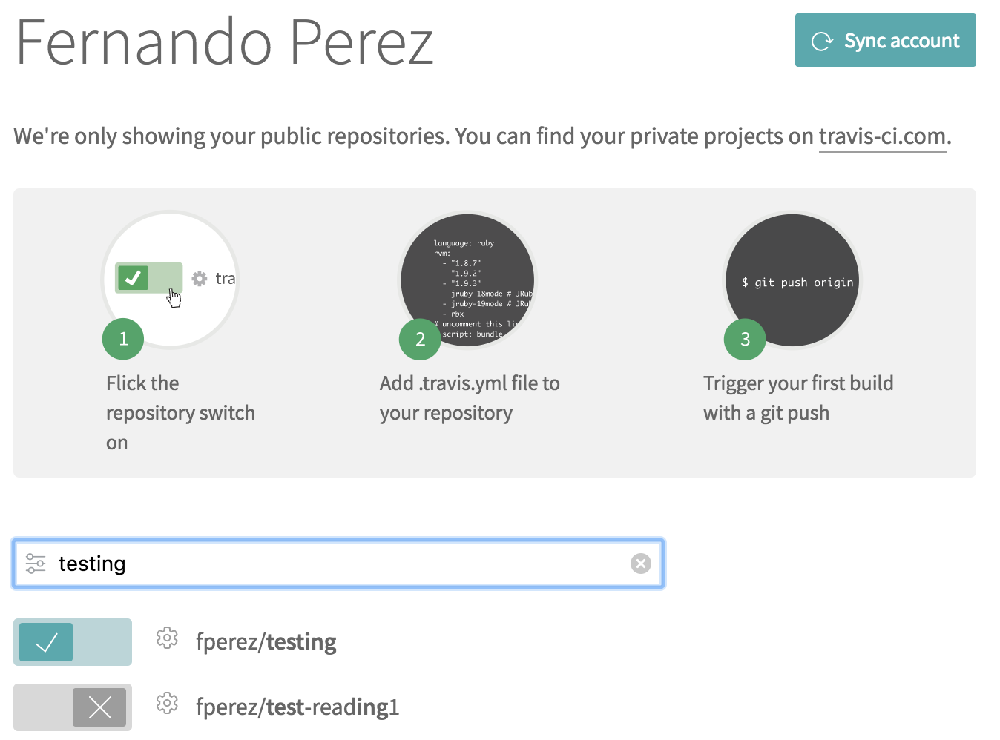 Fernando Perez
Sync account
We're only showing your public repositories. You can find your private projects on travis-ci.com.
tra
1
Flick the
repository switch
on
language: ruby
rvm:
- "1.8.7"
- "1.9.2"
- "1.9.3"
- jruby-18mode # JRub
- jruby-19mode # JRu
- rbx
# uncomment this li
script: bundle
2
Add .travis.yml file to
your repository
$ git push origin
3
Trigger your first build
with a git push
testing
fperez/testing
fperez/test-reading1